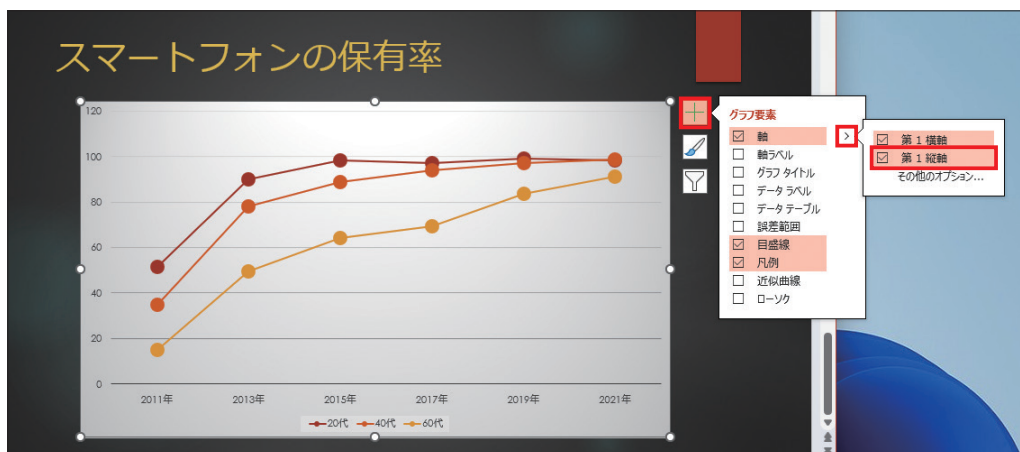 スマートフォンの保有率
120
100
80
60
40
20
0
2011年
2013年
2015年
2017年
2019年
2021年
20代
40代
60代
グラフ要素
軸
軸ラベル
グラフ タイトル
データ ラベル
データ テーブル
誤差範囲
目盛線
凡例
近似曲線
ローソク
第 1 横軸
第 1 縦軸
その他のオプション...